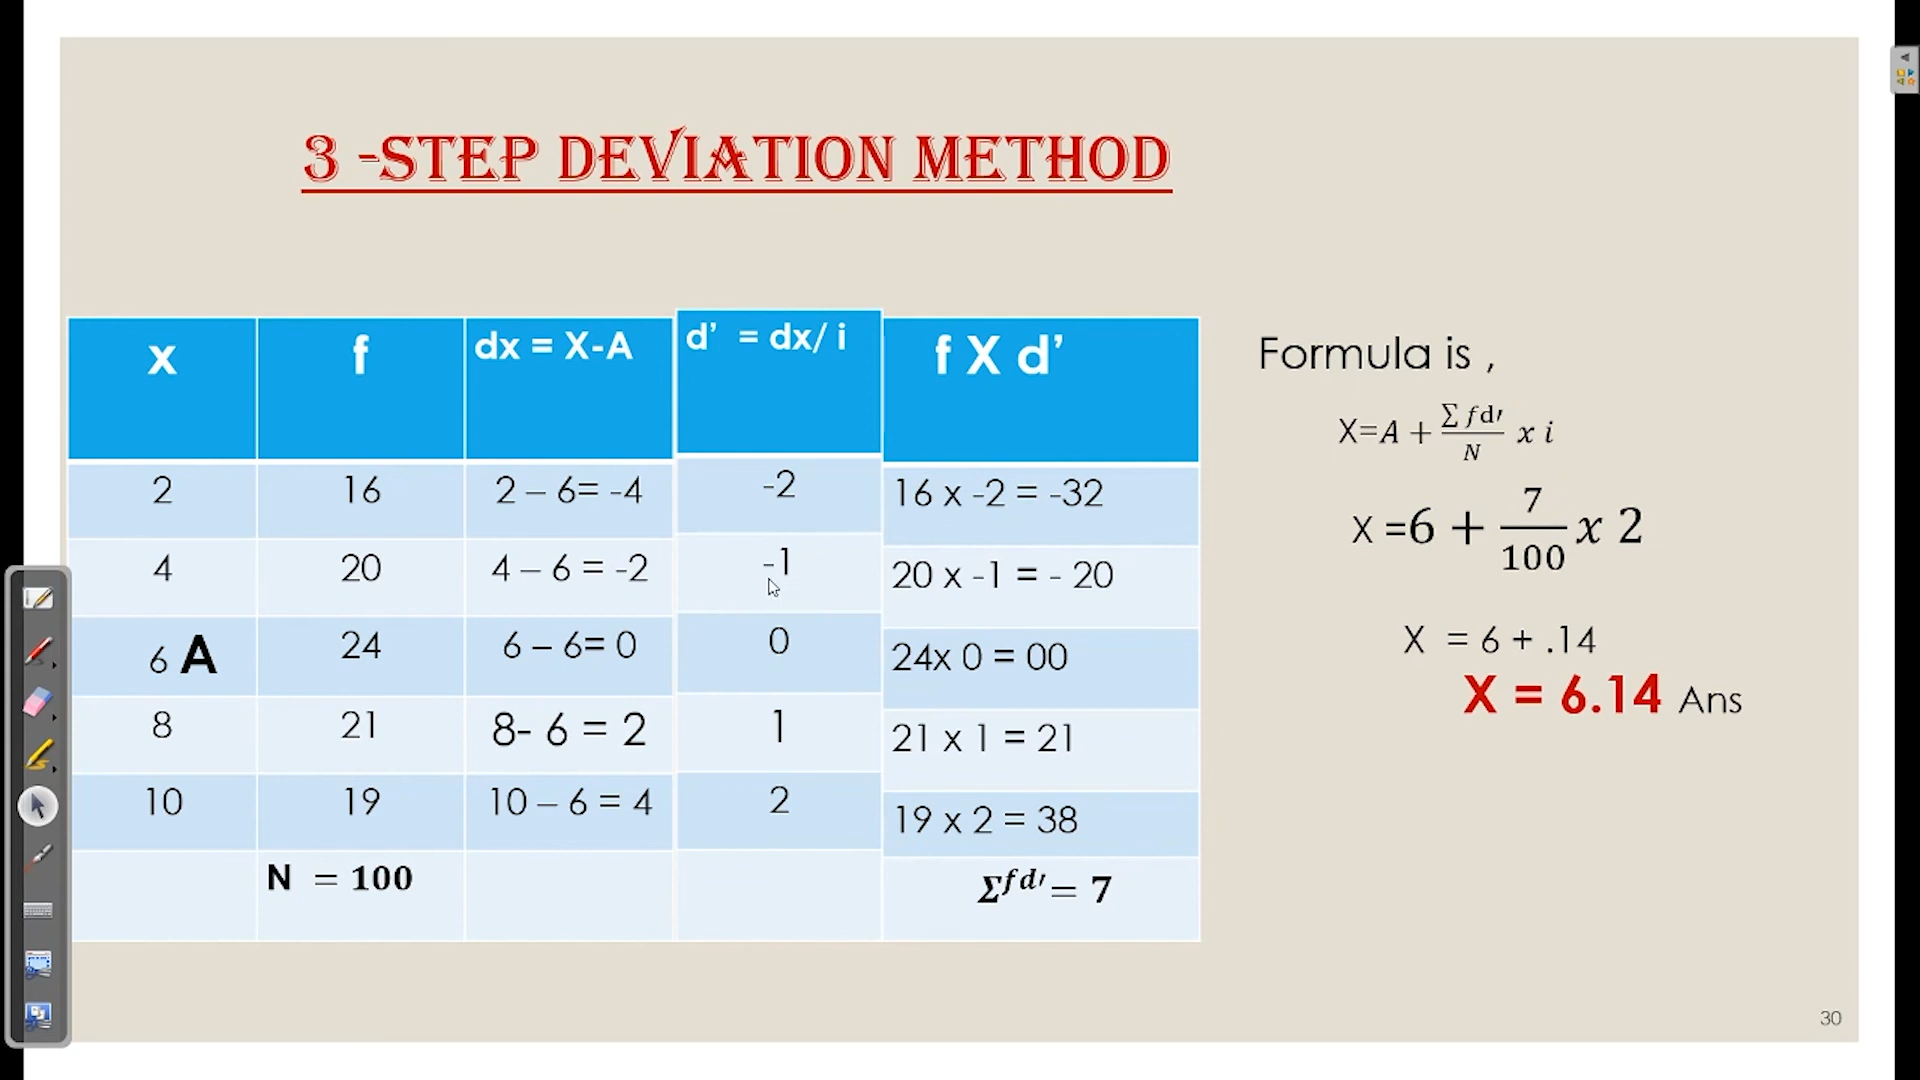 3 -STEP DEVIATION METHOD
x f dx = X-A d' = dx/ i f X d'
2 16 2 – 6= -4 -2 16 x -2 = -32
4 20 4 – 6 = -2 -1 20 x -1 = - 20
6 A 24 6 – 6= 0 0 24x 0 = 00
8 21 8- 6 = 2 1 21 x 1 = 21
10 19 10 – 6 = 4 2 19 x 2 = 38
N = 100 Σfd′= 7
Formula is ,
X=A + Σfd′/N x i
X =6 + 7/100 x 2
X = 6 + .14
X = 6.14 Ans
30